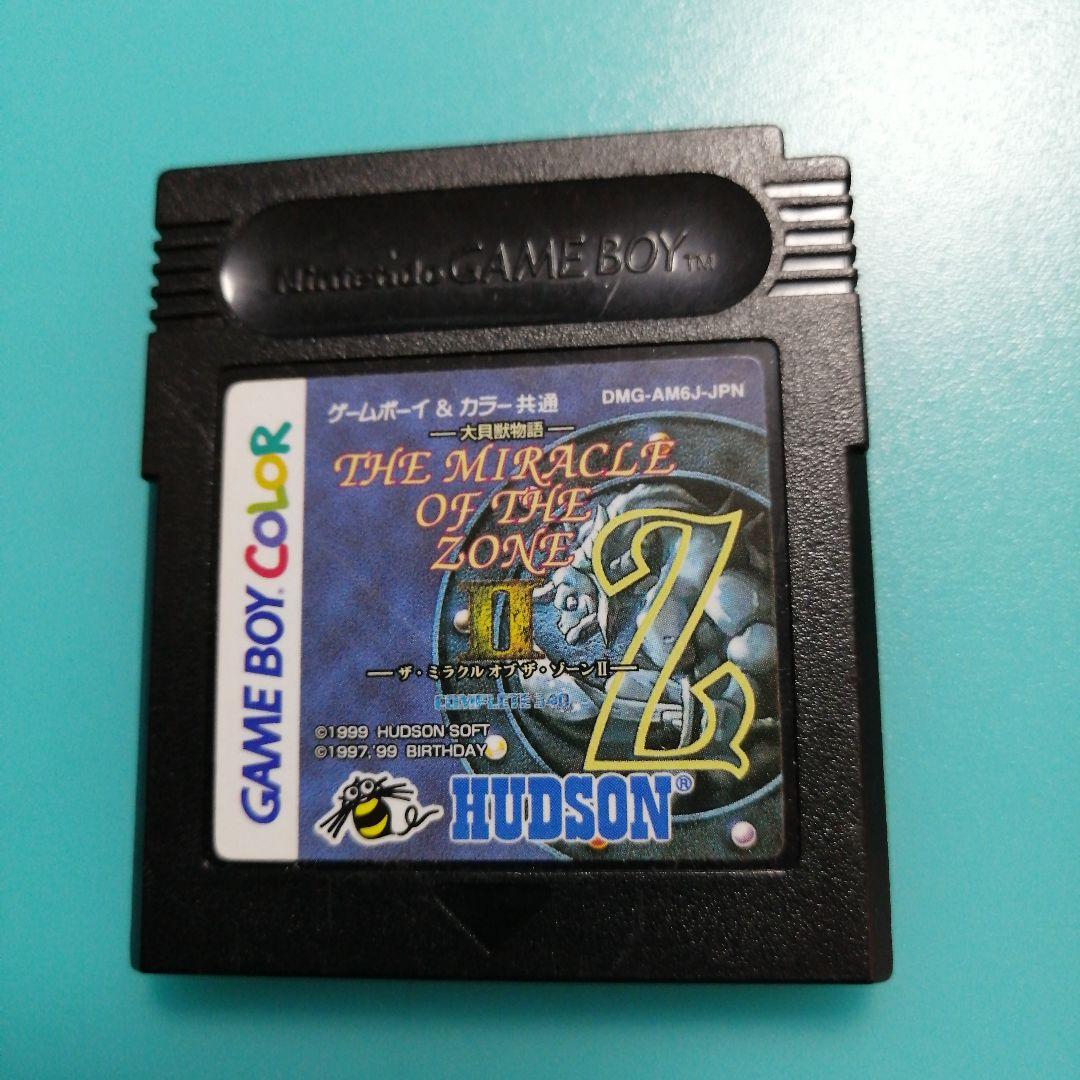 Nintendo GAME BOY TM
ゲームボーイ & カラー共通
DMG-AM6J-JPN
大貝獣物語
THE MIRACLE
OF THE
ZONE
II
Z
ザ・ミラクル オブ ザ・ゾーンII
©1999 HUDSON SOFT
©1997,'99 BIRTHDAY
HUDSON®
GAME BOY COLOR